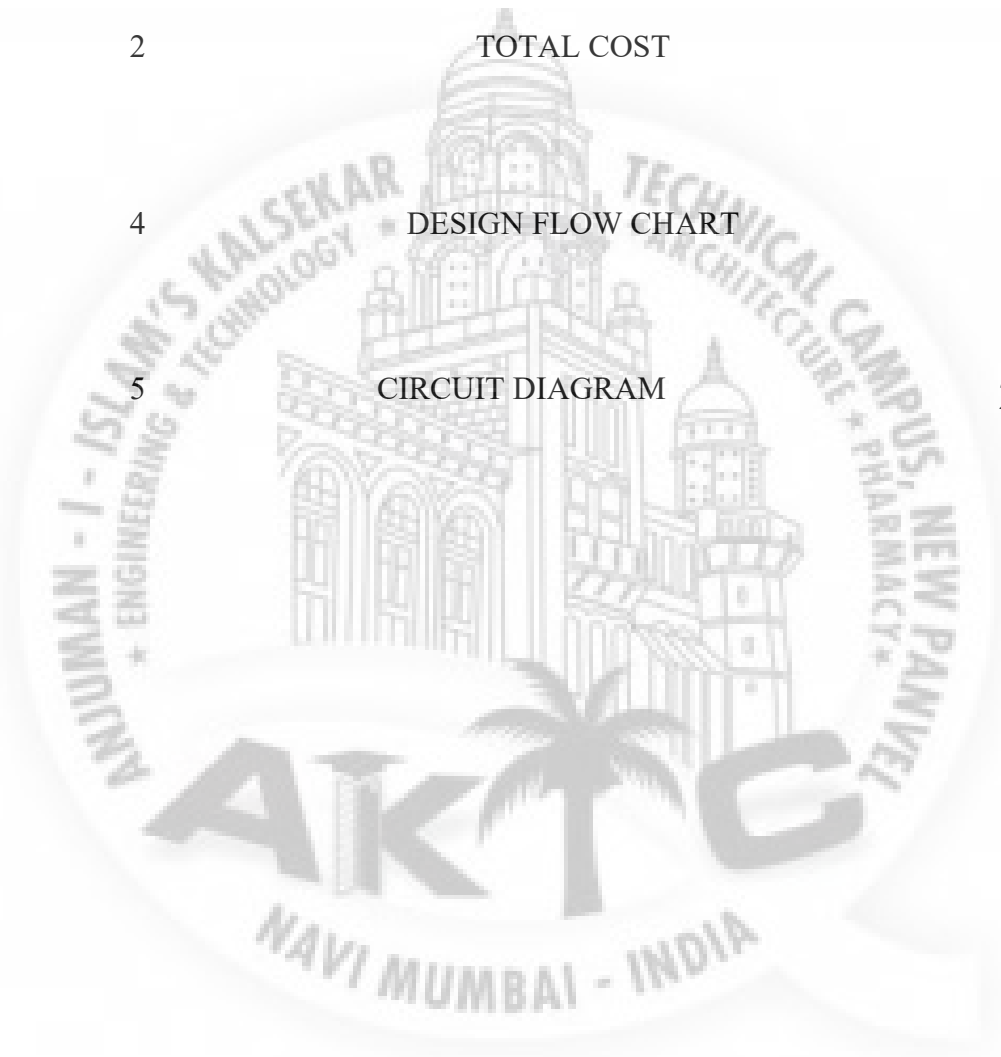 2 TOTAL COST
4 DESIGN FLOW CHART
5 CIRCUIT DIAGRAM
ANJUMAN - I - ISLAM'S KALSEKAR TECHNICAL CAMPUS, NEW PANVEL
★ ENGINEERING & TECHNOLOGY ★ ARCHITECTURE ★ PHARMACY ★
AKTC
NAVI MUMBAI - INDIA